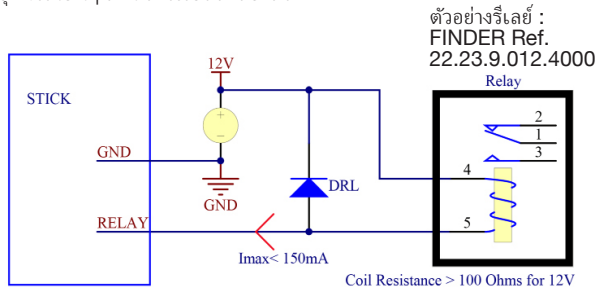 ตัวอย่างรีเลย์ :
FINDER Ref.
22.23.9.012.4000
12V
Relay
STICK
2
1
3
GND
4
DRL
GND
RELAY
5
Imax< 150mA
Coil Resistance > 100 Ohms for 12V